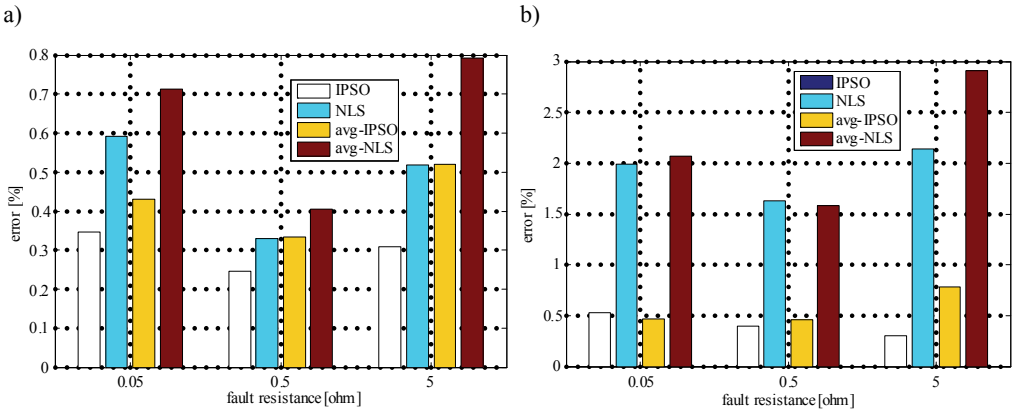 a)
0.8
0.7
0.6
0.5
0.4
0.3
0.2
0.1
0
error [%]
IPSO
NLS
avg-IPSO
avg-NLS
0.05
0.5
5
fault resistance [ohm]
b)
3
2.5
2
1.5
1
0.5
0
error [%]
IPSO
NLS
avg-IPSO
avg-NLS
0.05
0.5
5
fault resistance [ohm]